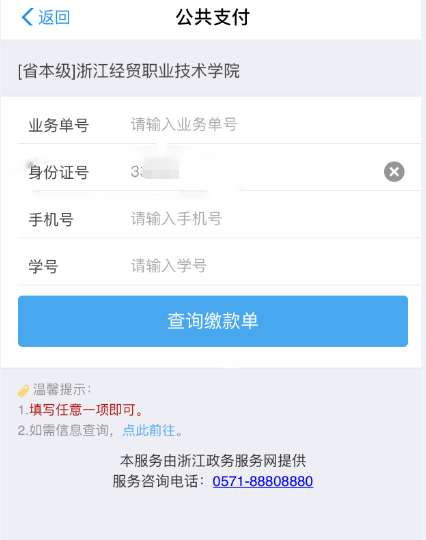 返回 公共支付
[省本级]浙江经贸职业技术学院
业务单号 请输入业务单号
身份证号 3
手机号 请输入手机号
学号 请输入学号
查询缴款单
温馨提示：
1.填写任意一项即可。
2.如需信息查询，点此前往。
本服务由浙江政务服务网提供
服务咨询电话：0571-88808880